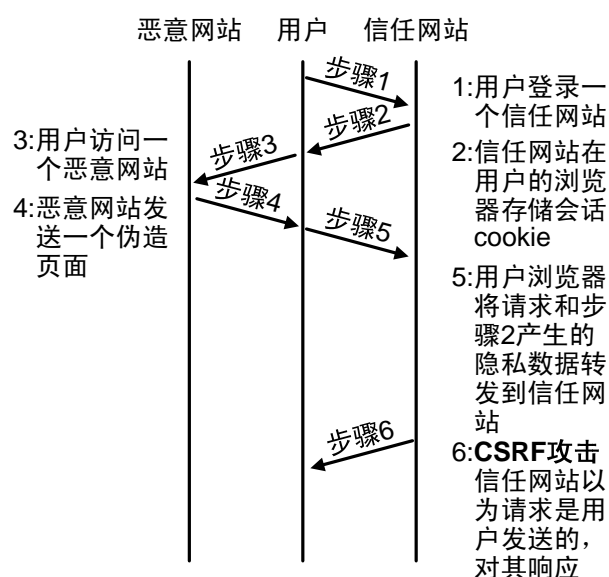 恶意网站 用户 信任网站
步骤1
步骤2
步骤3
步骤4
步骤5
步骤6
3:用户访问一
个恶意网站
4:恶意网站发
送一个伪造
页面
1:用户登录一
个信任网站
2:信任网站在
用户的浏览
器存储会话
cookie
5:用户浏览器
将请求和步
骤2产生的
隐私数据转
发到信任网
站
6:CSRF攻击
信任网站以
为请求是用
户发送的，
对其响应